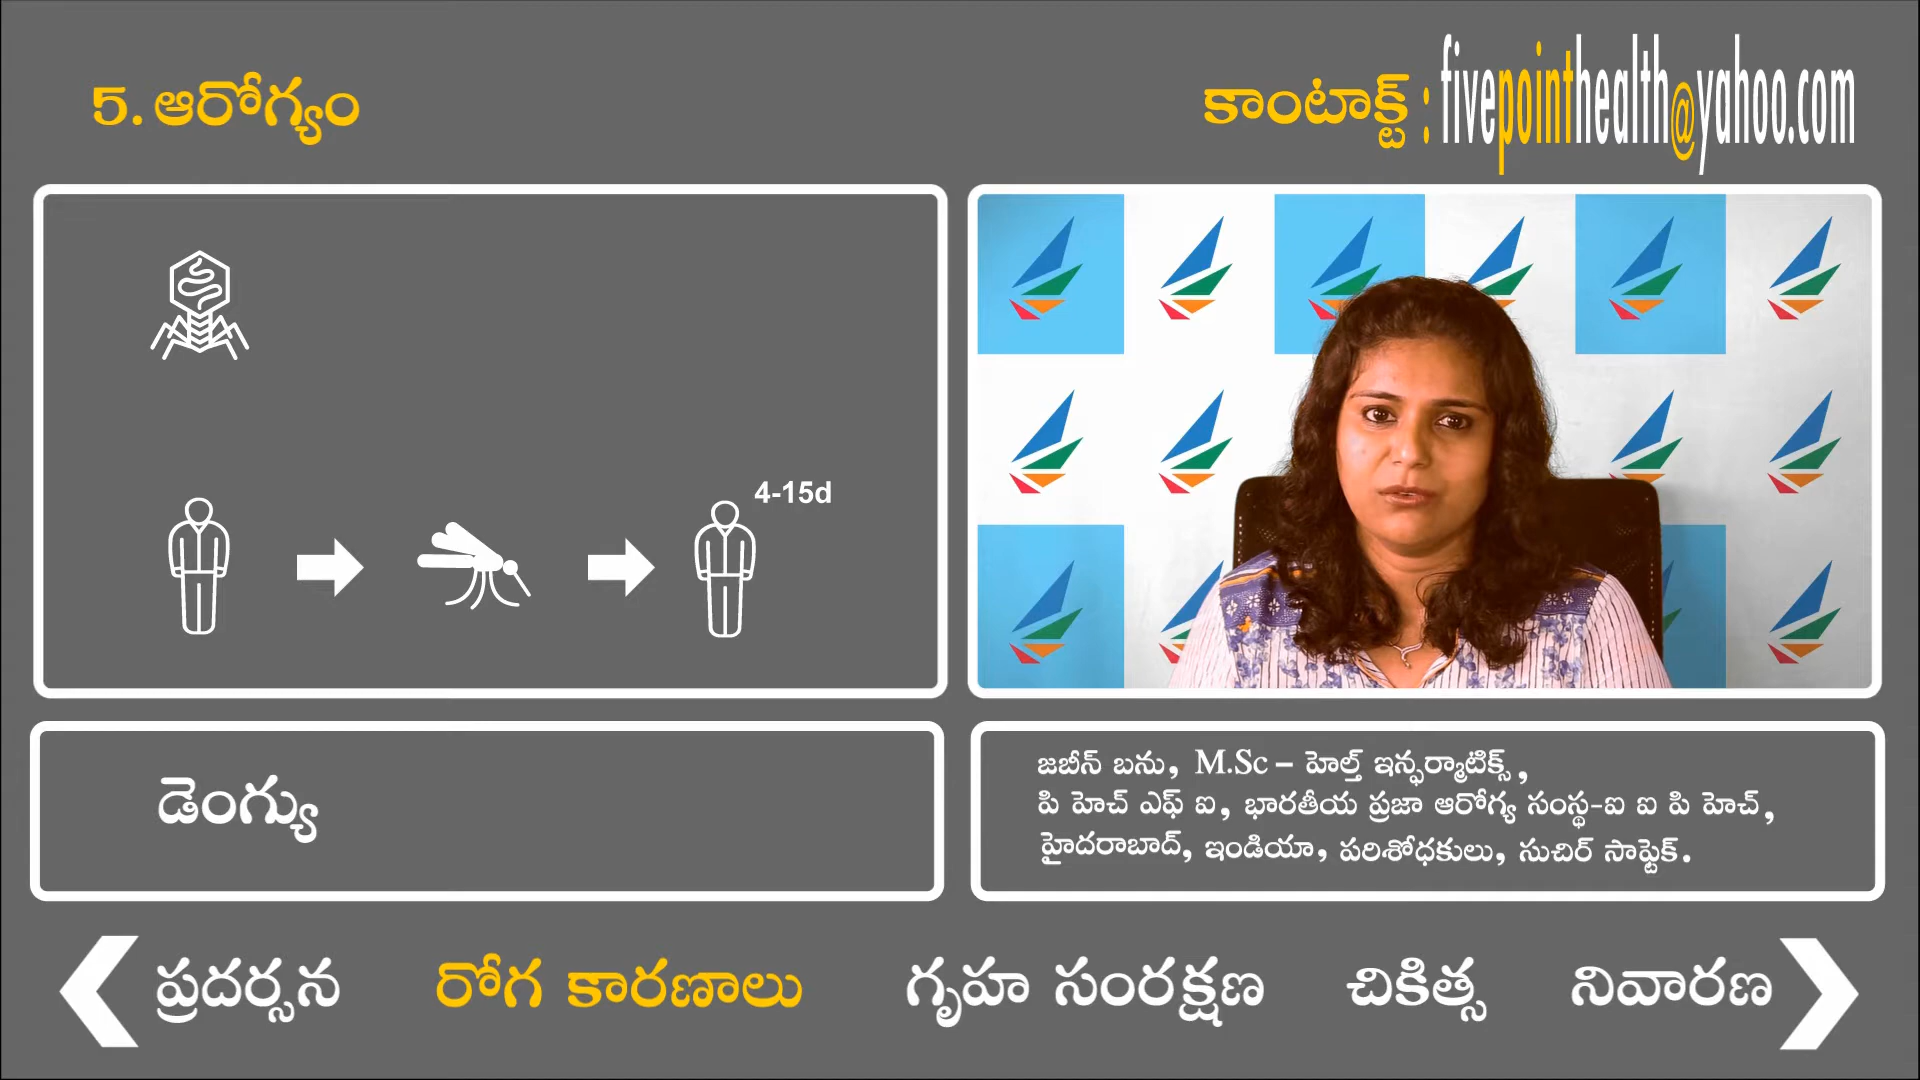 5. ఆరోగ్యం
కాంటాక్ట్ : fivepointhealth@yahoo.com
4-15d
డెంగ్యు
జబీన్ బను, M.Sc – హెల్త్ ఇన్ఫర్మాటిక్స్,
పి హెచ్ ఎఫ్ ఐ, భారతీయ ప్రజా ఆరోగ్య సంస్థ-ఐ ఐ పి హెచ్,
హైదరాబాద్, ఇండియా, పరిశోధకులు, సుచిర్ సాఫ్టెక్.
ప్రదర్సన రోగ కారణాలు గృహ సంరక్షణ చికిత్స నివారణ